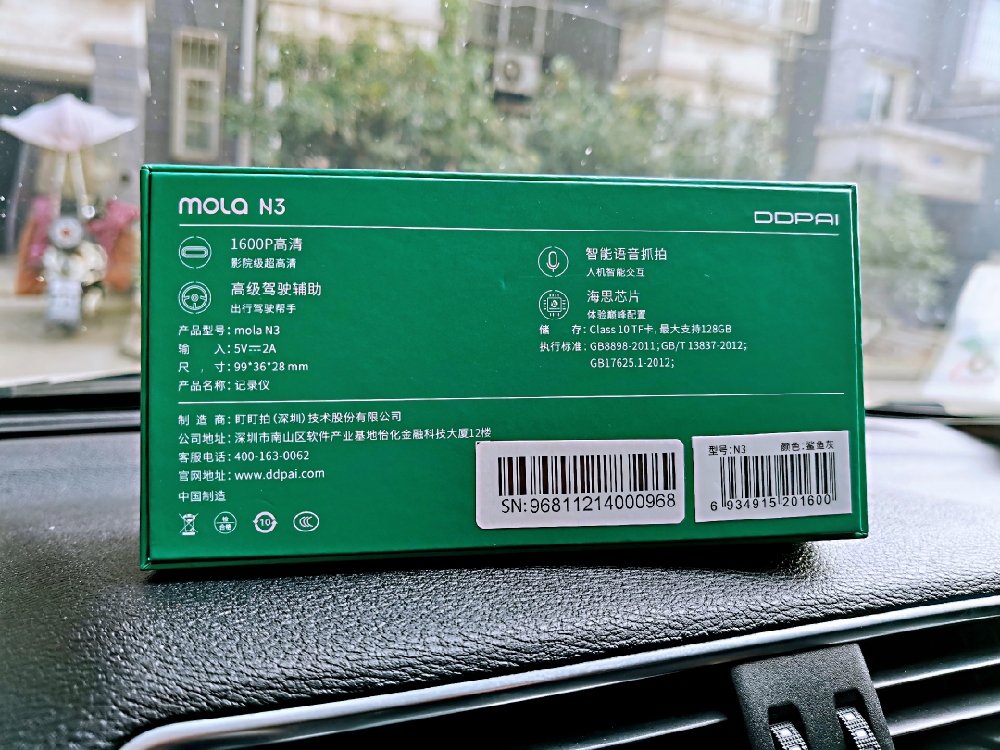 mola N3
DDPAI
1600P高清
影院级超高清
高级驾驶辅助
出行驾驶帮手
智能语音抓拍
人机智能交互
海思芯片
体验巅峰配置
产品型号：mola N3
输 入：5V⎓2A
尺 寸：99*36*28 mm
产品名称：记录仪
储 存：Class 10 TF卡, 最大支持128GB
执行标准：GB8898-2011; GB/T 13837-2012;
GB17625.1-2012;
制 造 商：盯盯拍（深圳）技术股份有限公司
公司地址：深圳市南山区软件产业基地怡化金融科技大厦12楼
客服电话：400-163-0062
官网地址：www.ddpai.com
中国制造
检
合格
10
CCC
SN:96811214000968
型号:N3 颜色:鲨鱼灰
6 934915 201600